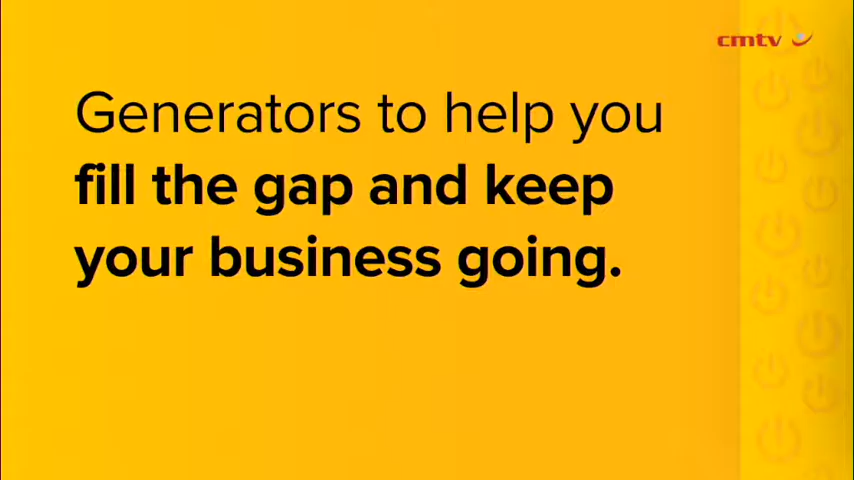 cmtv
Generators to help you
fill the gap and keep
your business going.